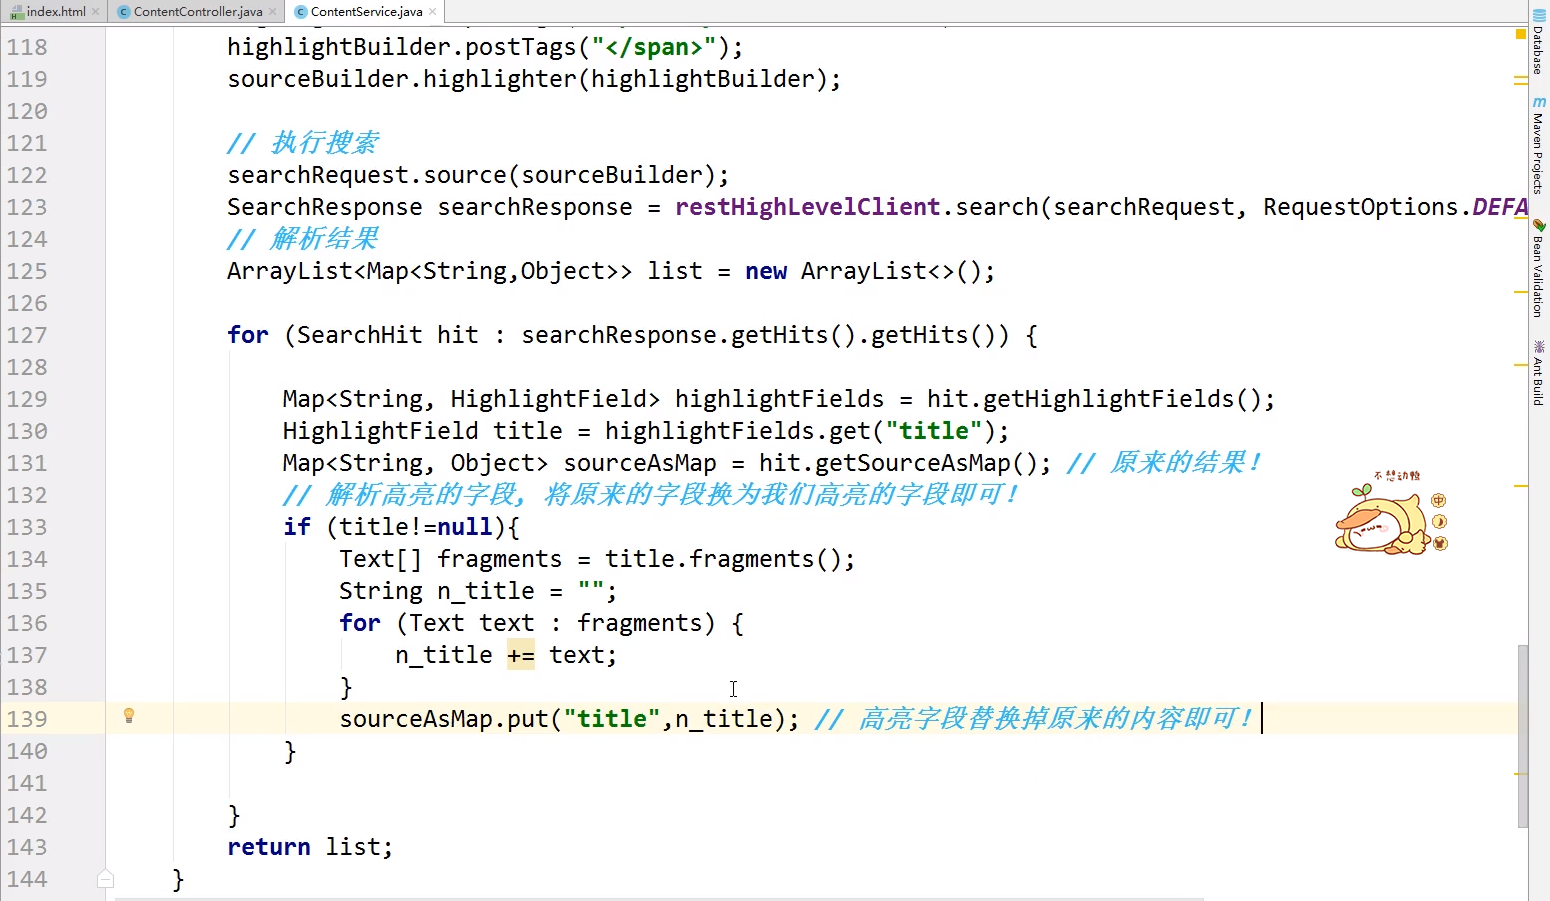 index.html
ContentController.java
ContentService.java
118 highlightBuilder.postTags("</span>");
119 sourceBuilder.highlighter(highlightBuilder);
120
121 // 执行搜索
122 searchRequest.source(sourceBuilder);
123 SearchResponse searchResponse = restHighLevelClient.search(searchRequest, RequestOptions.DEFA
124 // 解析结果
125 ArrayList<Map<String,Object>> list = new ArrayList<>();
126
127 for (SearchHit hit : searchResponse.getHits().getHits()) {
128
129 Map<String, HighlightField> highlightFields = hit.getHighlightFields();
130 HighlightField title = highlightFields.get("title");
131 Map<String, Object> sourceAsMap = hit.getSourceAsMap(); // 原来的结果!
132 // 解析高亮的字段, 将原来的字段换为我们高亮的字段即可!
133 if (title!=null){
134 Text[] fragments = title.fragments();
135 String n_title = "";
136 for (Text text : fragments) {
137 n_title += text;
138 }
139 sourceAsMap.put("title",n_title); // 高亮字段替换掉原来的内容即可!
140 }
141
142 }
143 return list;
144 }
Database
Maven Projects
Bean Validation
Ant Build
不想动鸭
中